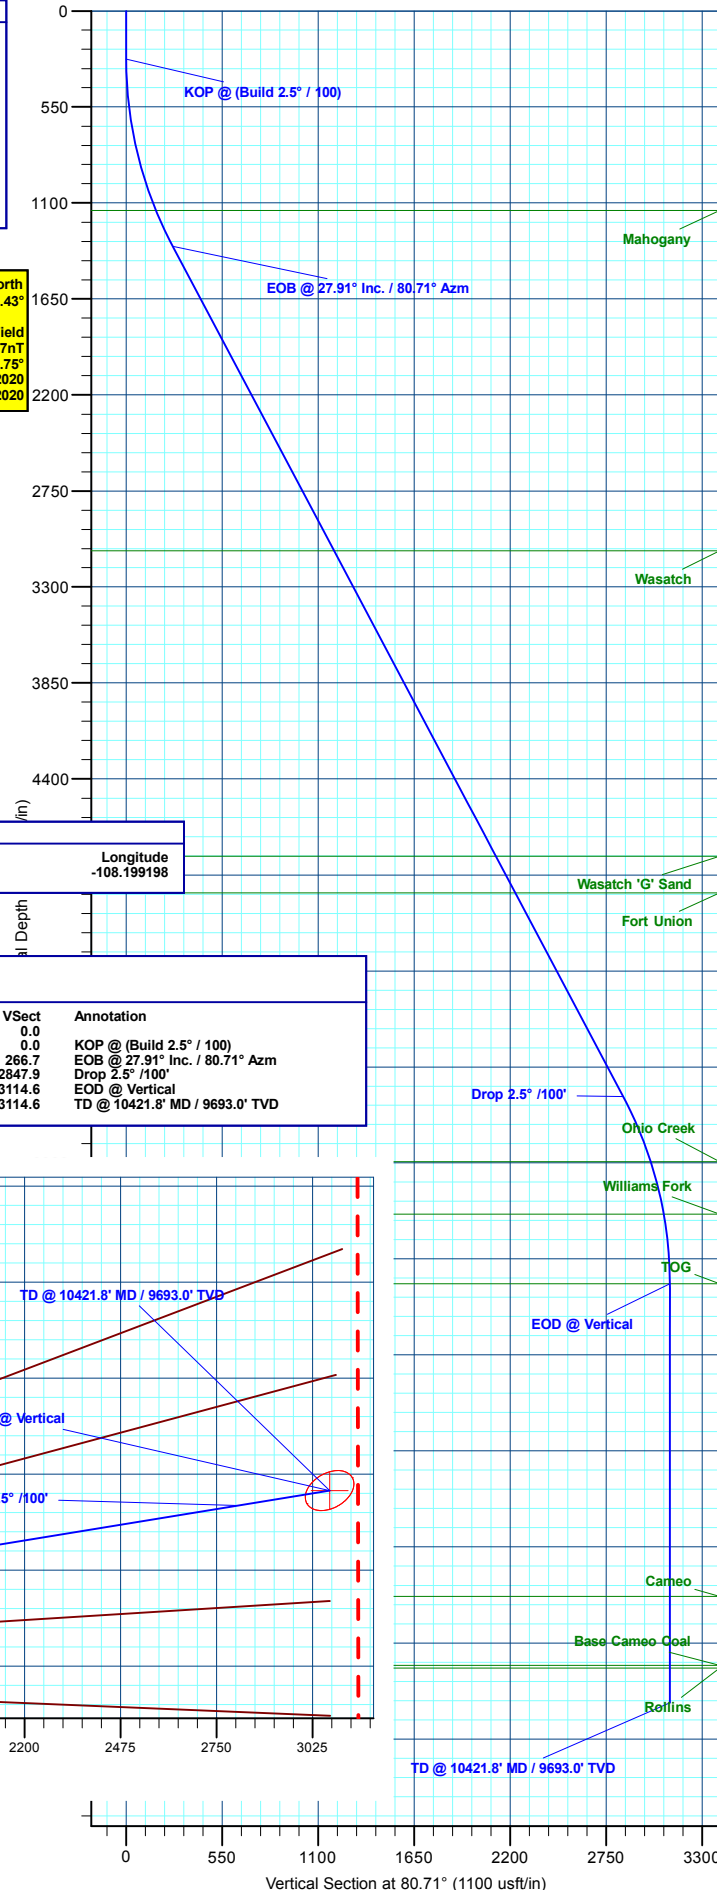 0
KOP @ (Build 2.5° / 100)
550
1100
Mahogany
EOB @ 27.91° Inc. / 80.71° Azm
1650
.43°
7nT
.75°
2020
2020
2200
2750
Wasatch
3300
3850
4400
/in)
Longitude
-108.199198
Wasatch 'G' Sand
Fort Union
Depth
VSect Annotation
0.0
0.0 KOP @ (Build 2.5° / 100)
266.7 EOB @ 27.91° Inc. / 80.71° Azm
2847.9 Drop 2.5° /100'
3114.6 EOD @ Vertical
3114.6 TD @ 10421.8' MD / 9693.0' TVD
Drop 2.5° /100'
Ohio Creek
Williams Fork
TOG
EOD @ Vertical
TD @ 10421.8' MD / 9693.0' TVD
@ Vertical
5° /100'
Cameo
Base Cameo Coal
Rollins
2200 2475 2750 3025
TD @ 10421.8' MD / 9693.0' TVD
0 550 1100 1650 2200 2750 3300
Vertical Section at 80.71° (1100 usft/in)